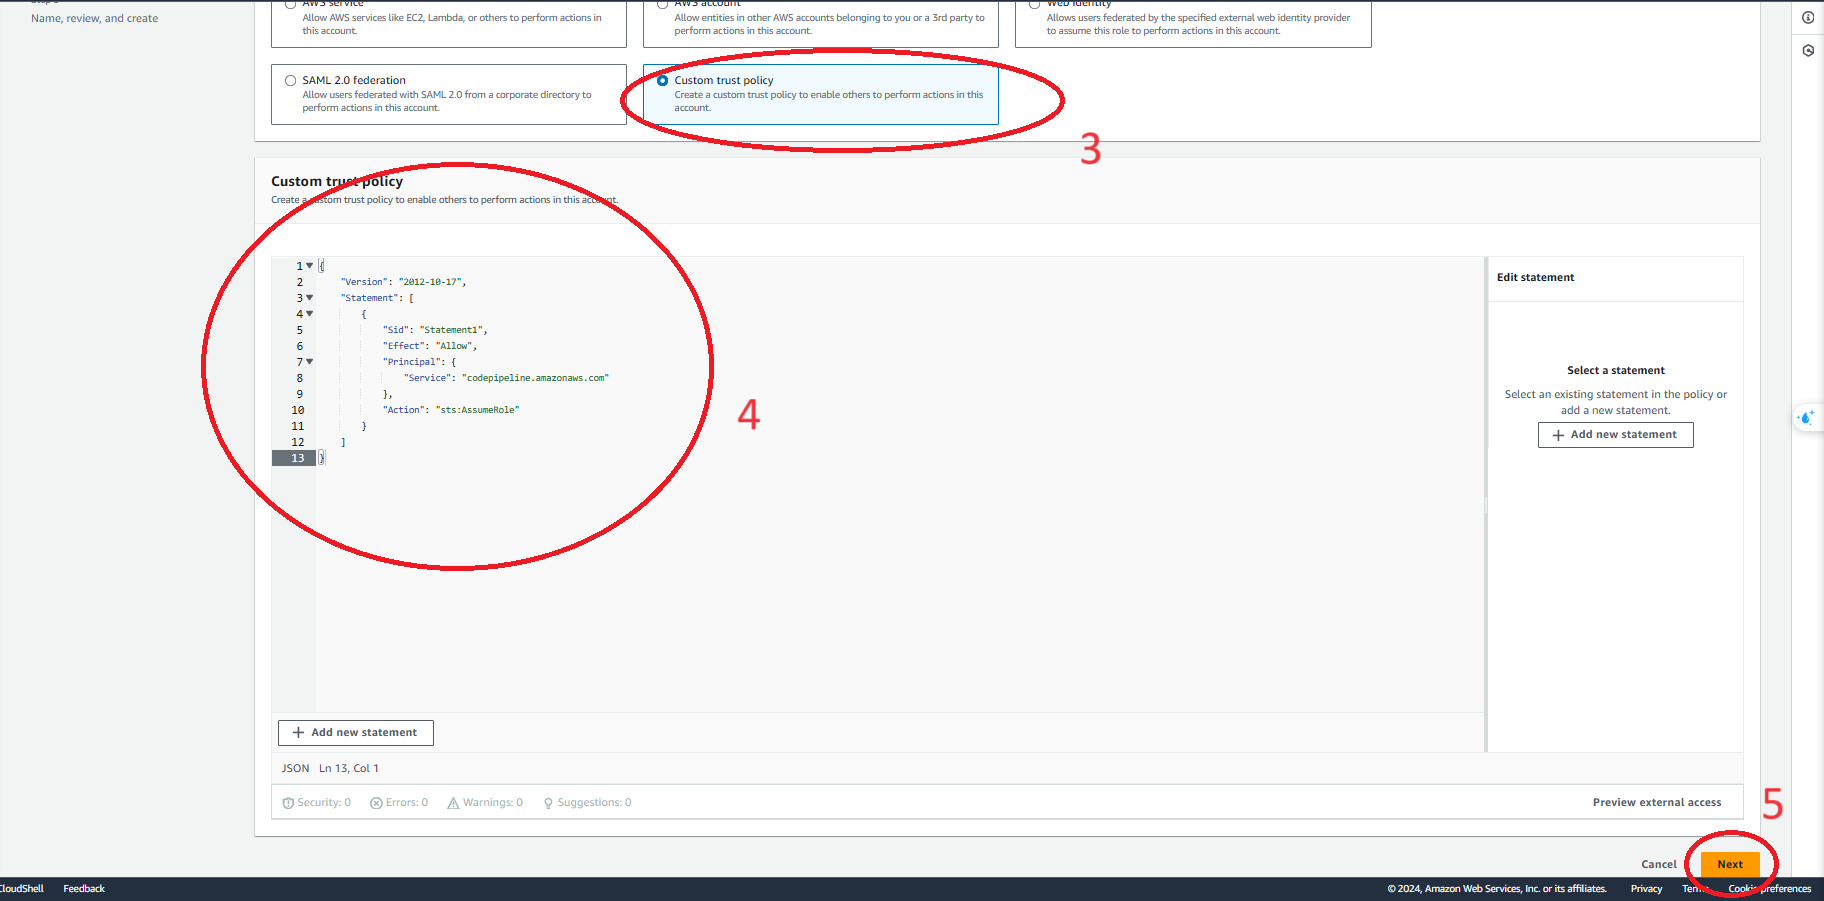 Name, review, and create
AWS service
Allow AWS services like EC2, Lambda, or others to perform actions in
this account.
AWS account
Allow entities in other AWS accounts belonging to you or a 3rd party to
perform actions in this account.
Web identity
Allows users federated by the specified external web identity provider
to assume this role to perform actions in this account.
SAML 2.0 federation
Allow users federated with SAML 2.0 from a corporate directory to
perform actions in this account.
Custom trust policy
Create a custom trust policy to enable others to perform actions in this
account.
3
Custom trust policy
Create a custom trust policy to enable others to perform actions in this account.
1 {
2 "Version": "2012-10-17",
3 "Statement": [
4 {
5 "Sid": "Statement1",
6 "Effect": "Allow",
7 "Principal": {
8 "Service": "codepipeline.amazonaws.com"
9 },
10 "Action": "sts:AssumeRole"
11 }
12 ]
13 }
4
Edit statement
Select a statement
Select an existing statement in the policy or
add a new statement.
+ Add new statement
+ Add new statement
JSON Ln 13, Col 1
Security: 0 Errors: 0 Warnings: 0 Suggestions: 0
Preview external access
5
Cancel Next
CloudShell Feedback
© 2024, Amazon Web Services, Inc. or its affiliates. Privacy Terms Cookie preferences